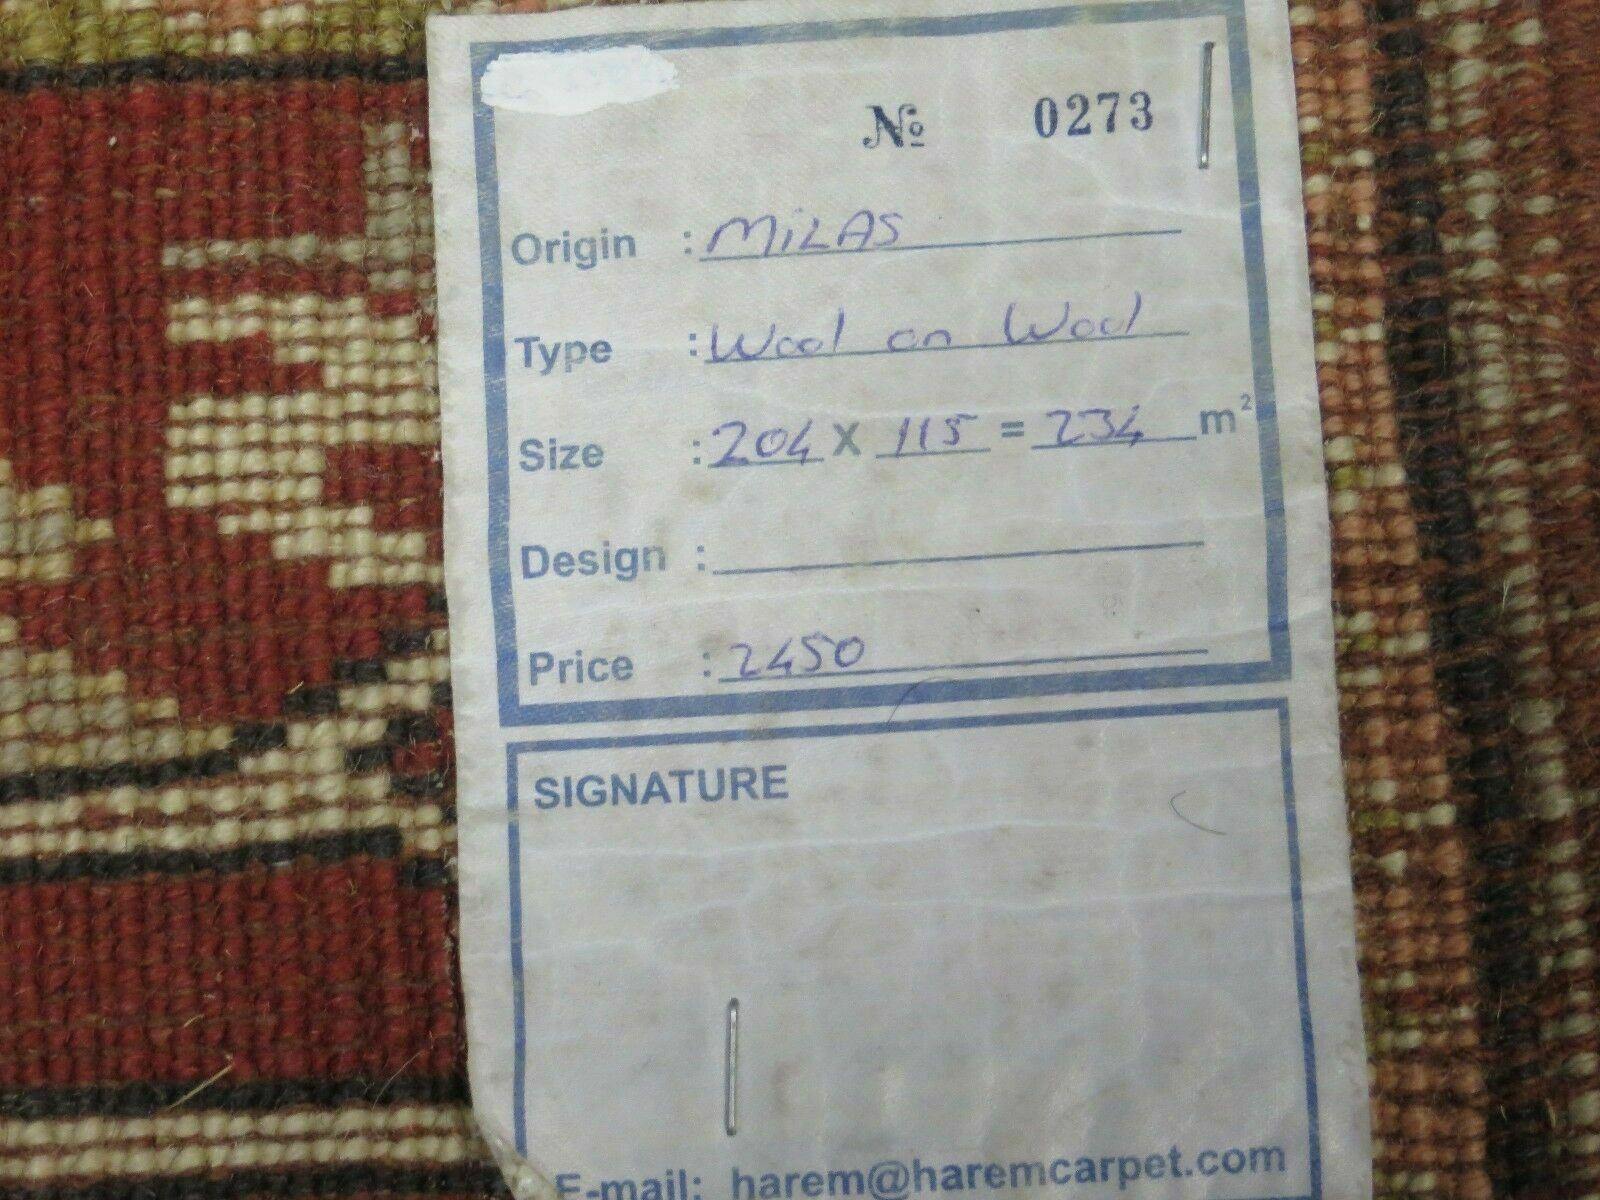 № 0273
Origin : MiLAS
Type : Wool on Wool
Size : 204 X 115 = 234 m²
Design :
Price : 2450
SIGNATURE
E-mail: harem@haremcarpet.com